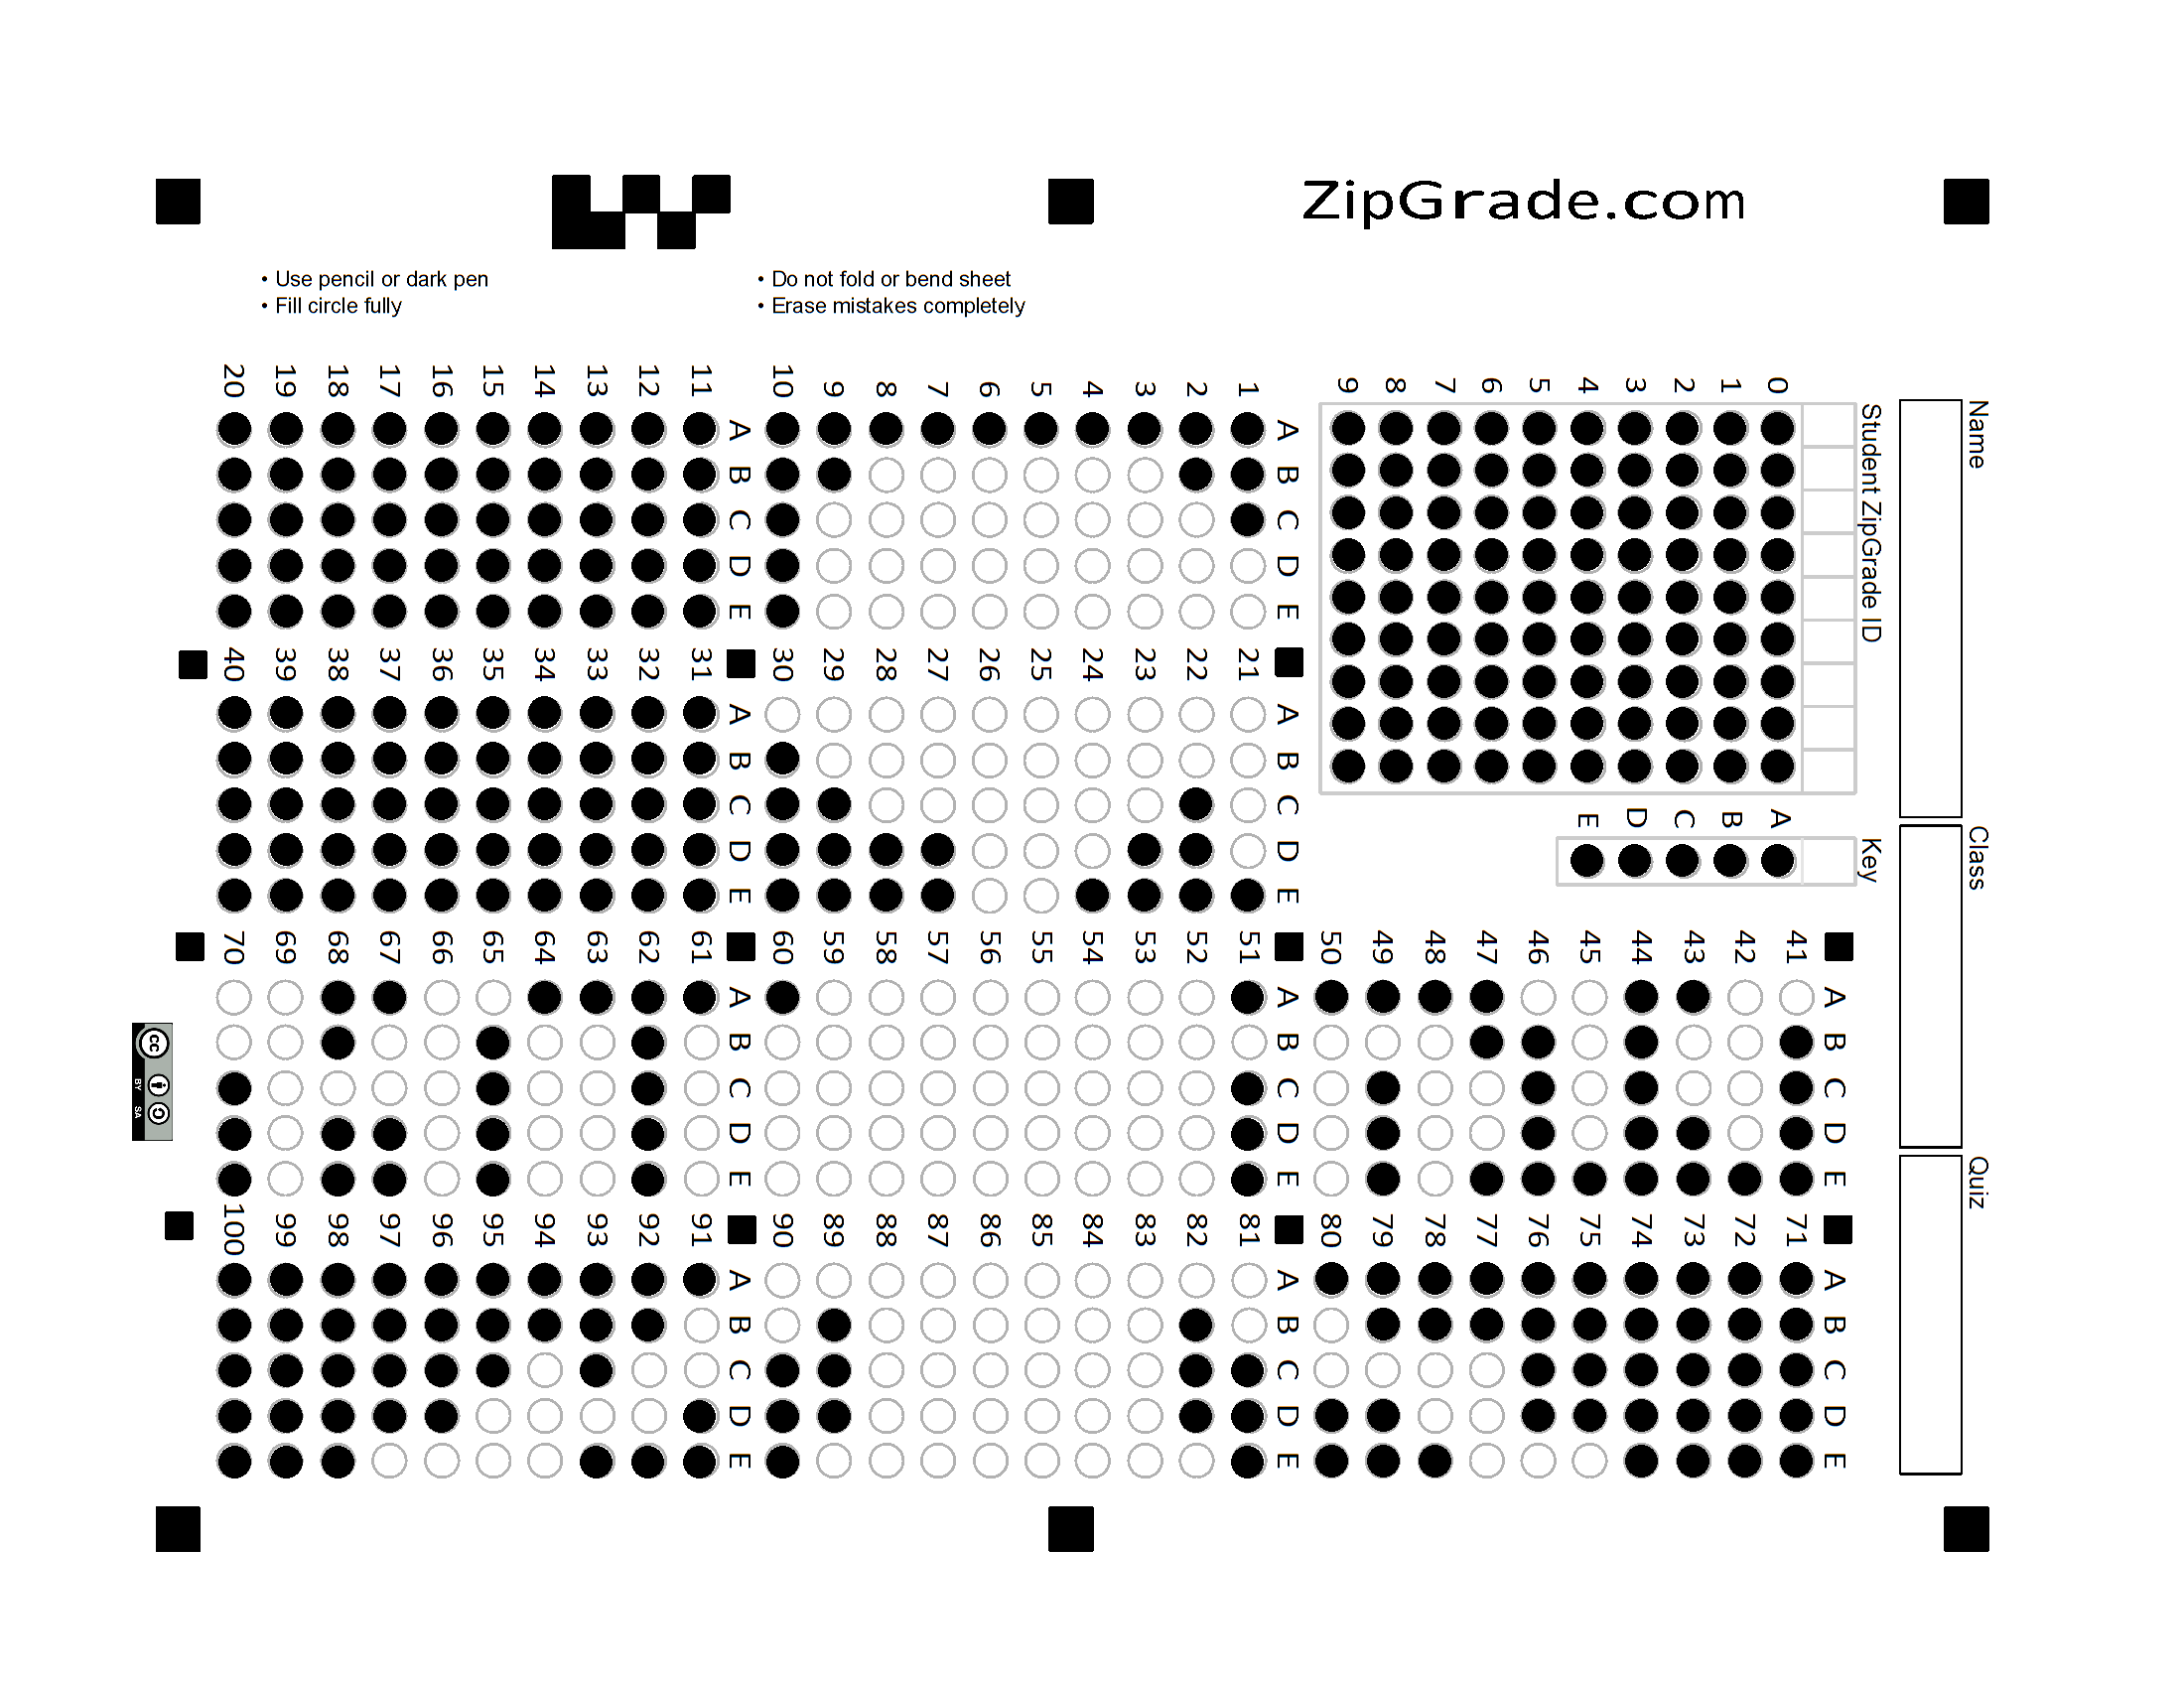 ZipGrade.com
• Use pencil or dark pen
• Fill circle fully
• Do not fold or bend sheet
• Erase mistakes completely
Name
Class
Quiz
Student ZipGrade ID
0 1 2 3 4 5 6 7 8 9
Key
A B C D E
A B C D E
1 2 3 4 5 6 7 8 9 10
A B C D E
11 12 13 14 15 16 17 18 19 20
A B C D E
21 22 23 24 25 26 27 28 29 30
A B C D E
31 32 33 34 35 36 37 38 39 40
A B C D E
41 42 43 44 45 46 47 48 49 50
A B C D E
51 52 53 54 55 56 57 58 59 60
A B C D E
61 62 63 64 65 66 67 68 69 70
A B C D E
71 72 73 74 75 76 77 78 79 80
A B C D E
81 82 83 84 85 86 87 88 89 90
A B C D E
91 92 93 94 95 96 97 98 99 100
cc
BY SA